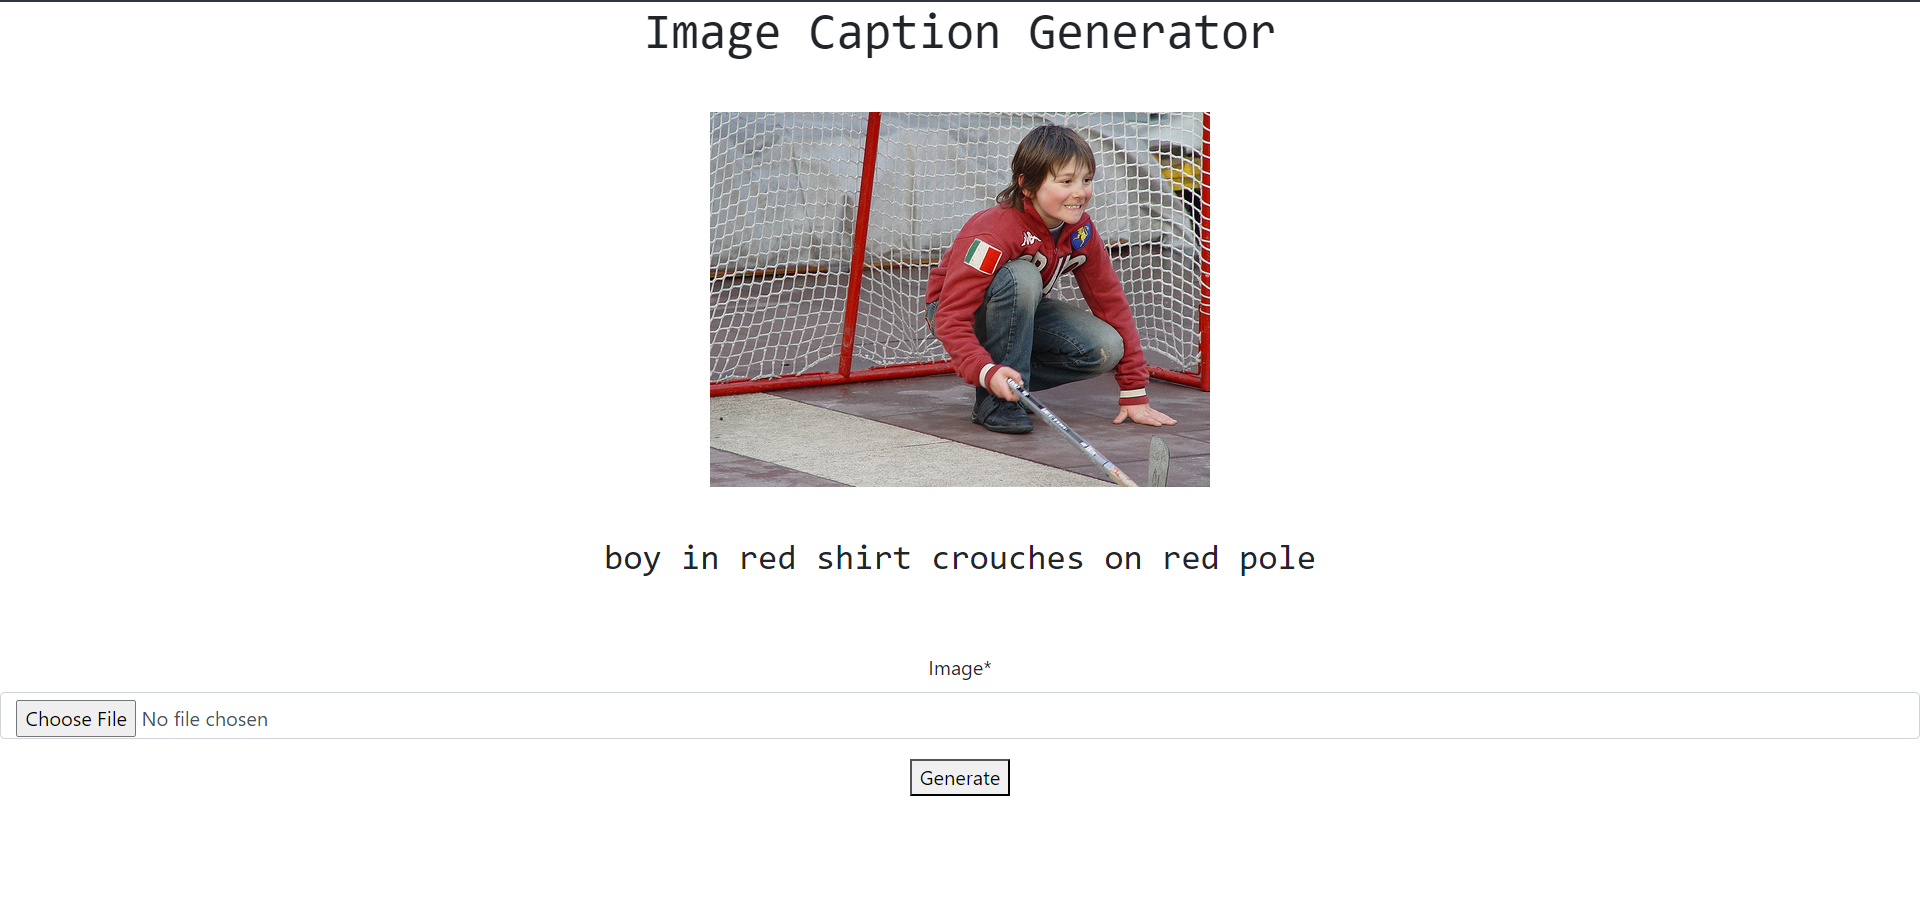 Image Caption Generator
boy in red shirt crouches on red pole
Image*
Choose File No file chosen
Generate